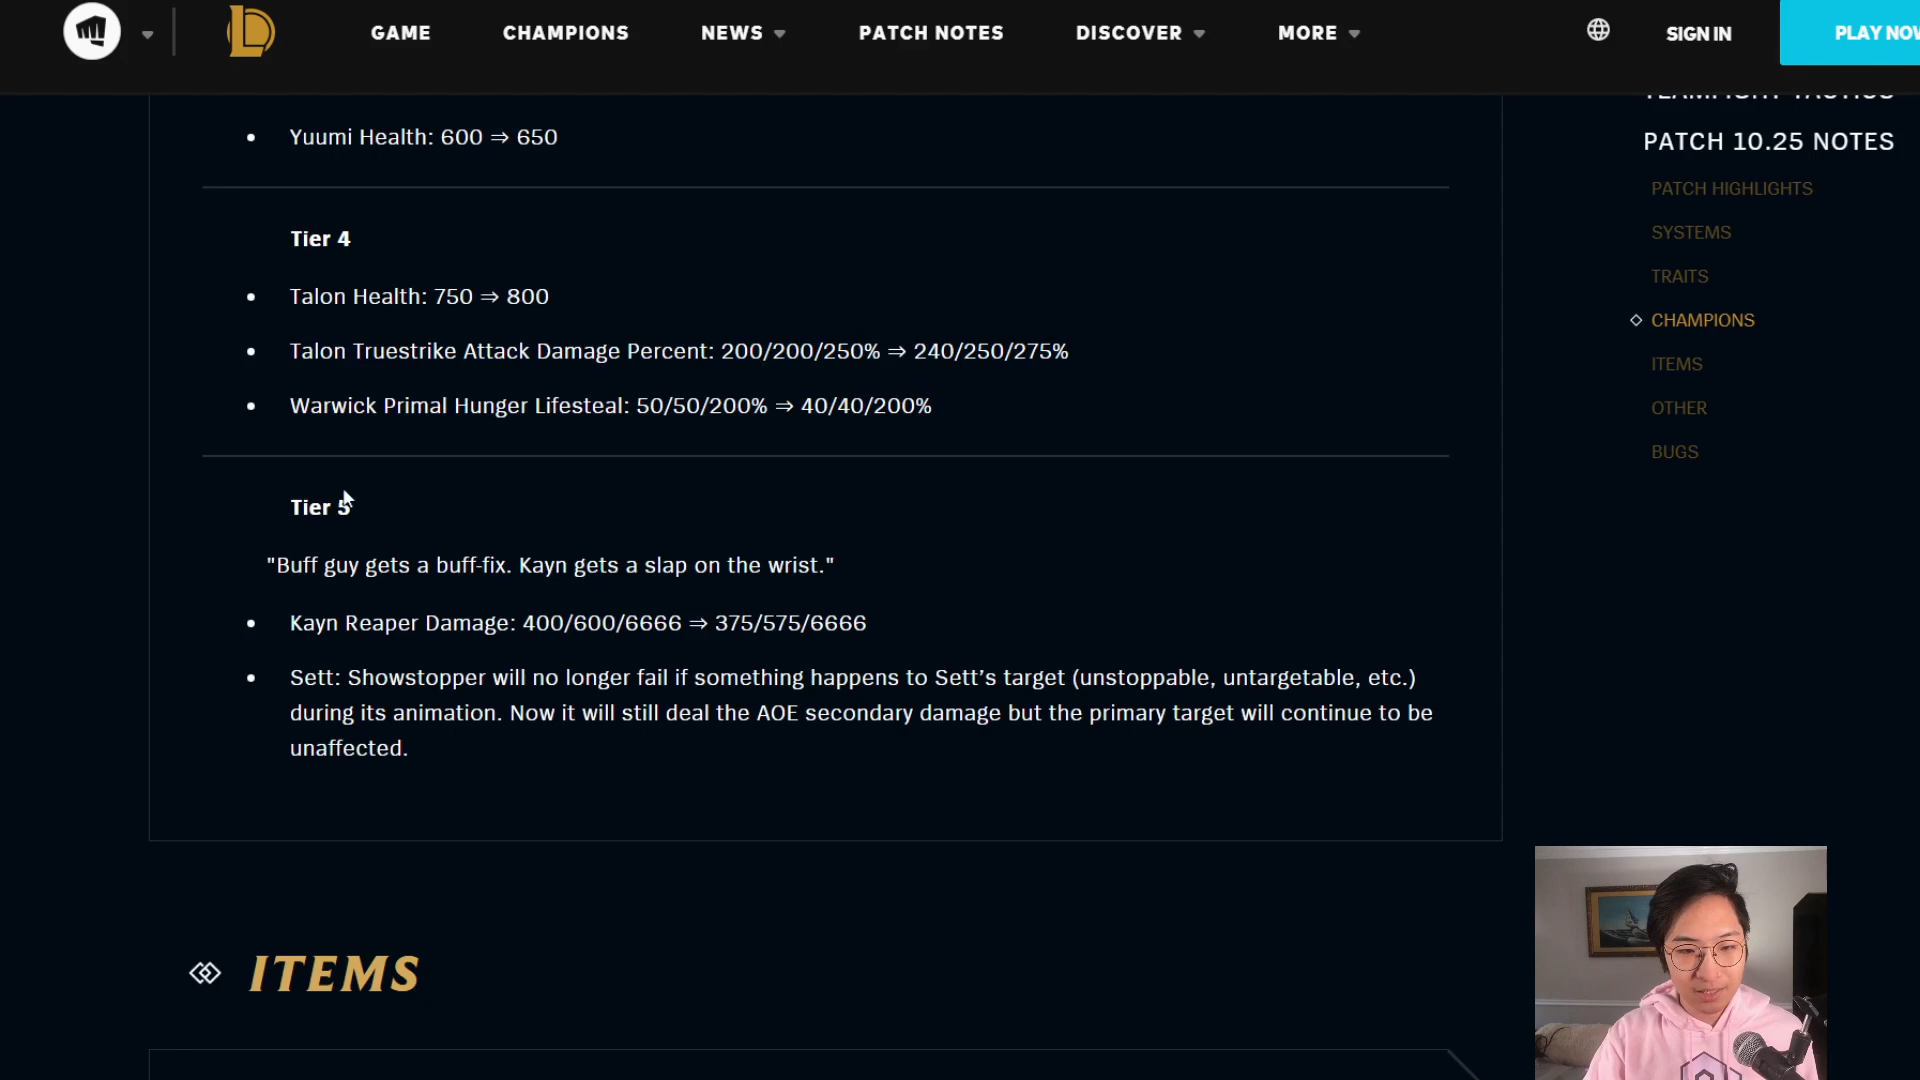 GAME CHAMPIONS NEWS PATCH NOTES DISCOVER MORE SIGN IN PLAY NOW
Yuumi Health: 600 ⇒ 650
Tier 4
Talon Health: 750 ⇒ 800
Talon Truestrike Attack Damage Percent: 200/200/250% ⇒ 240/250/275%
Warwick Primal Hunger Lifesteal: 50/50/200% ⇒ 40/40/200%
Tier 5
"Buff guy gets a buff-fix. Kayn gets a slap on the wrist."
Kayn Reaper Damage: 400/600/6666 ⇒ 375/575/6666
Sett: Showstopper will no longer fail if something happens to Sett’s target (unstoppable, untargetable, etc.)
during its animation. Now it will still deal the AOE secondary damage but the primary target will continue to be
unaffected.
ITEMS
TEAMFIGHT TACTICS
PATCH 10.25 NOTES
PATCH HIGHLIGHTS
SYSTEMS
TRAITS
CHAMPIONS
ITEMS
OTHER
BUGS